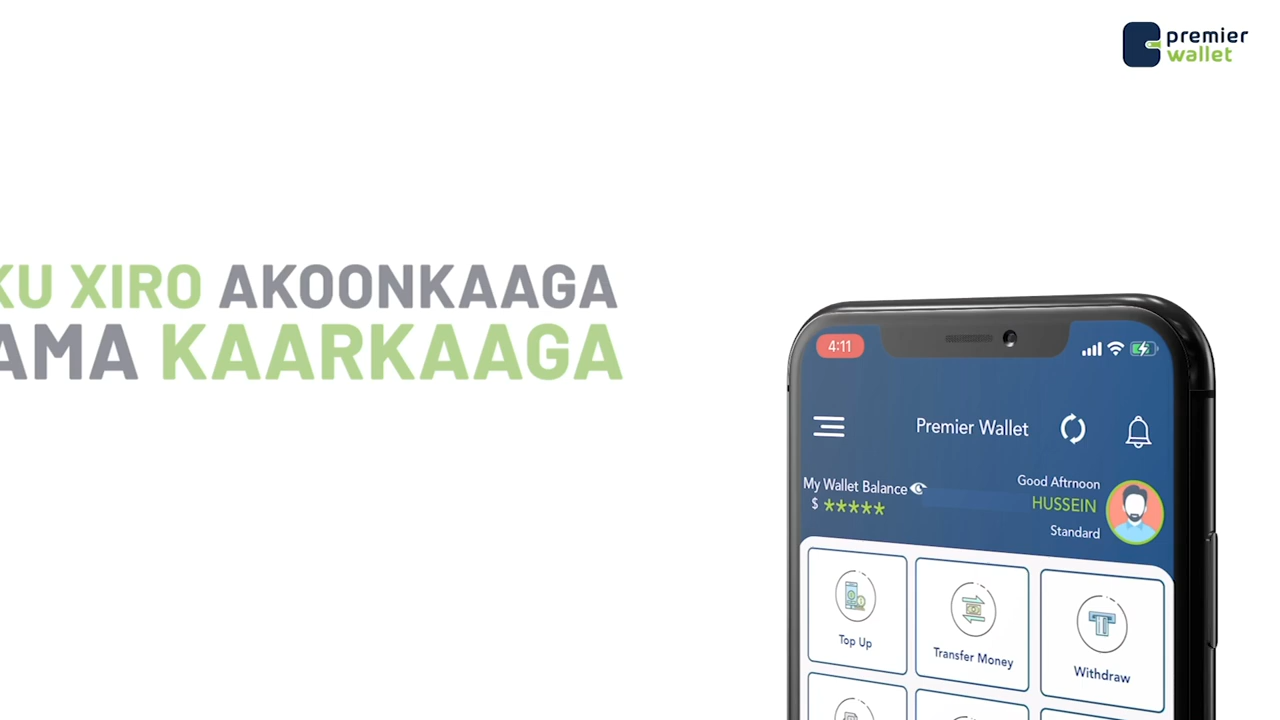 premier
wallet
KU XIRO AKOONKAAGA
AMA KAARKAAGA
4:11
Premier Wallet
My Wallet Balance
$ *****
Good Aftrnoon
HUSSEIN
Standard
Top Up
Transfer Money
Withdraw